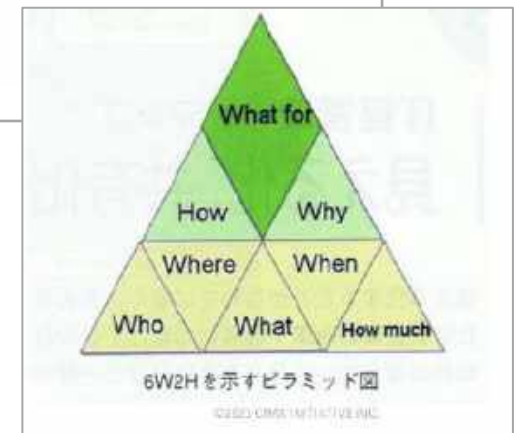 What for
How Why
Where When
Who What How much
6W2Hを示すピラミッド図